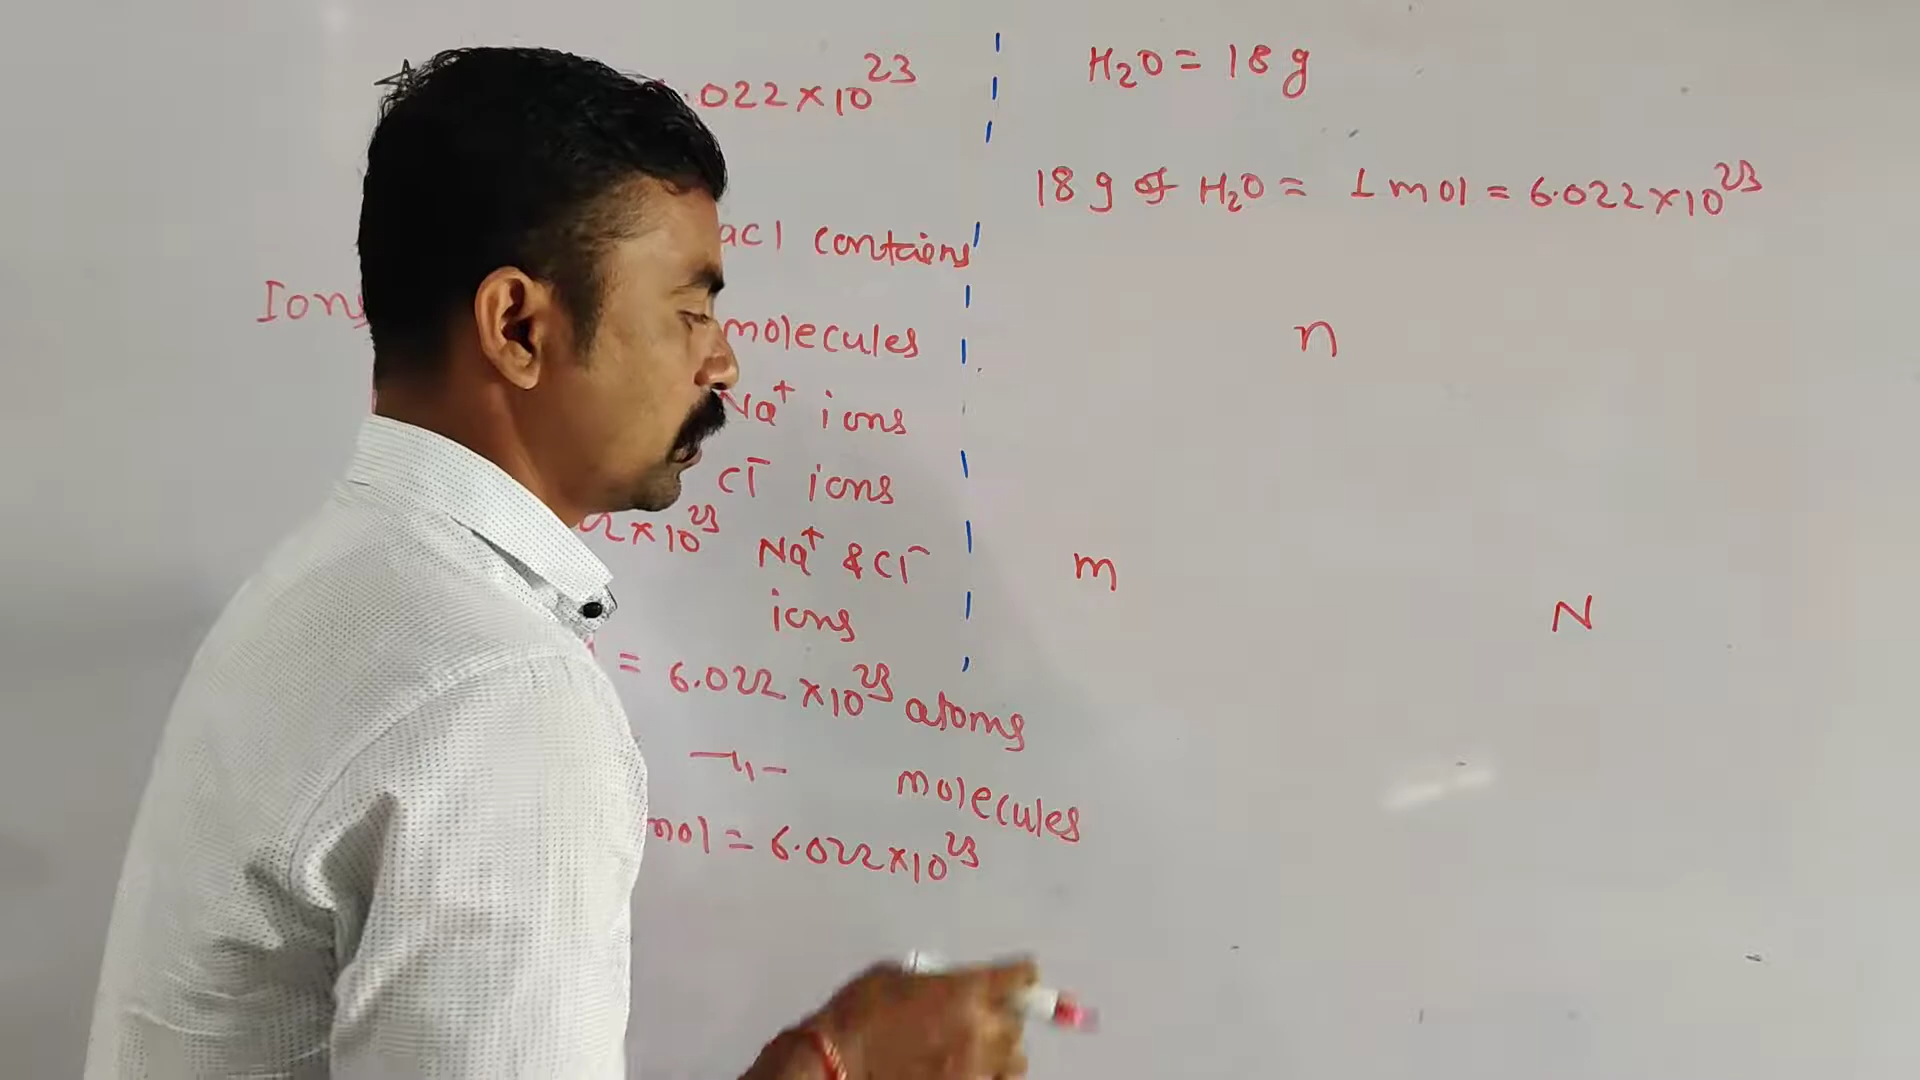 .022×10²³
acl contains
Ions
molecules
Na⁺ ions
Cl⁻ ions
2×10²³ Na⁺ & Cl⁻
ions
= 6.022×10²³ atoms
–〃– molecules
mol = 6.022×10²³
H₂O = 18 g
18 g of H₂O = 1 mol = 6.022×10²³
n
m
N